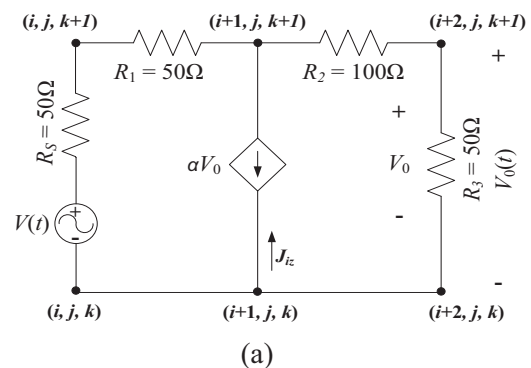 (i, j, k+1) (i+1, j, k+1) (i+2, j, k+1)
R1 = 50Ω R2 = 100Ω
+
RS = 50Ω
+
αV0
V0
R3 = 50Ω
V0(t)
V(t)
+
-
-
Jiz
-
(i, j, k) (i+1, j, k) (i+2, j, k)
(a)